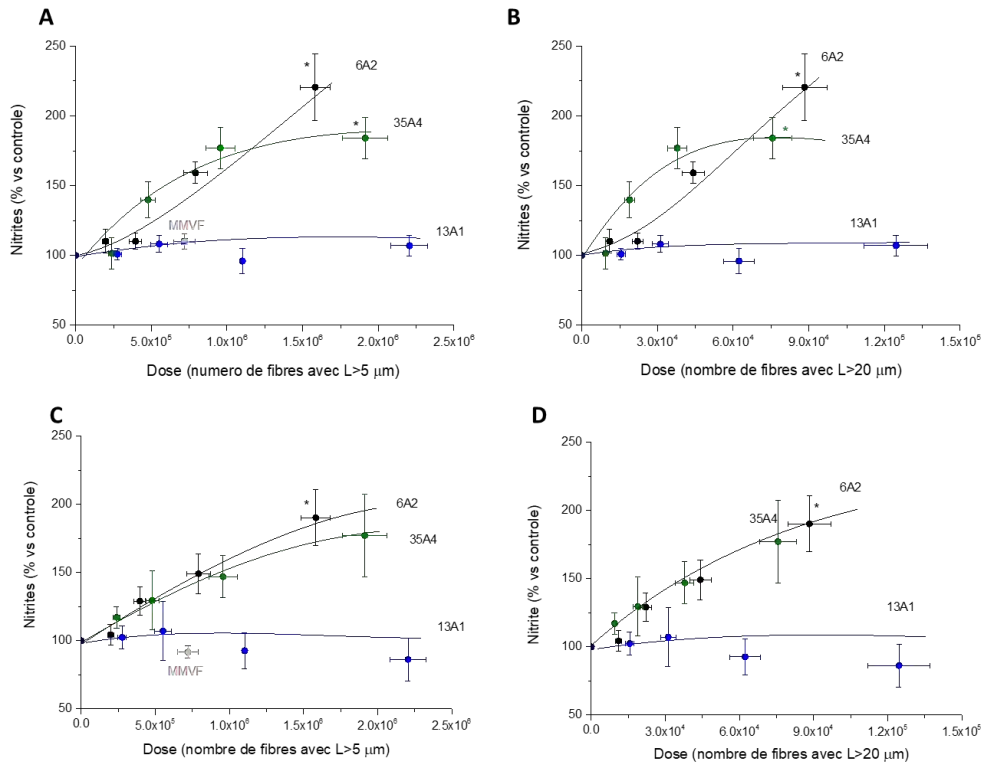 A
250
200
150
100
50
Nitrites (% vs controle)
*
6A2
*
35A4
MMVF
13A1
0.0
5.0x10⁵
1.0x10⁶
1.5x10⁶
2.0x10⁶
2.5x10⁶
Dose (numero de fibres avec L>5 μm)
B
250
200
150
100
50
Nitrites (% vs controle)
*
6A2
*
35A4
13A1
0.0
3.0x10⁴
6.0x10⁴
9.0x10⁴
1.2x10⁵
1.5x10⁵
Dose (nombre de fibres avec L>20 μm)
C
250
200
150
100
50
Nitrites (% vs controle)
*
6A2
35A4
13A1
MMVF
0.0
5.0x10⁵
1.0x10⁶
1.5x10⁶
2.0x10⁶
2.5x10⁶
Dose (nombre de fibres avec L>5 μm)
D
250
200
150
100
50
Nitrite (% vs controle)
6A2
35A4
*
13A1
0.0
3.0x10⁴
6.0x10⁴
9.0x10⁴
1.2x10⁵
1.5x10⁵
Dose (nombre de fibres avec L>20 μm)